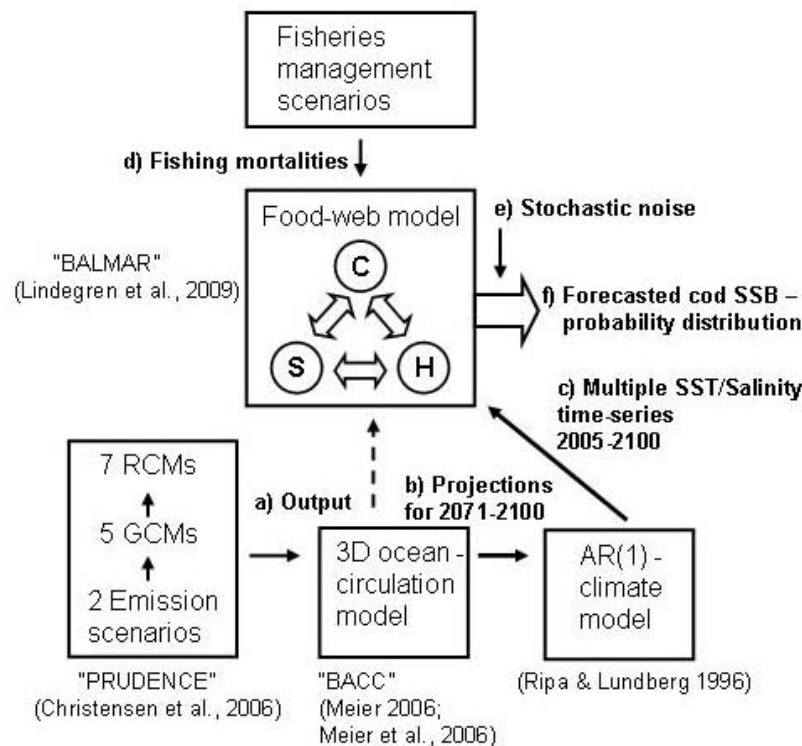 Fisheries
management
scenarios
d) Fishing mortalities
Food-web model
e) Stochastic noise
"BALMAR"
(Lindegren et al., 2009)
C
S
H
f) Forecasted cod SSB –
probability distribution
c) Multiple SST/Salinity
time-series
2005-2100
7 RCMs
5 GCMs
2 Emission
scenarios
a) Output
b) Projections
for 2071-2100
3D ocean -
circulation
model
AR(1) -
climate
model
"PRUDENCE"
(Christensen et al., 2006)
"BACC"
(Meier 2006;
Meier et al., 2006)
(Ripa & Lundberg 1996)